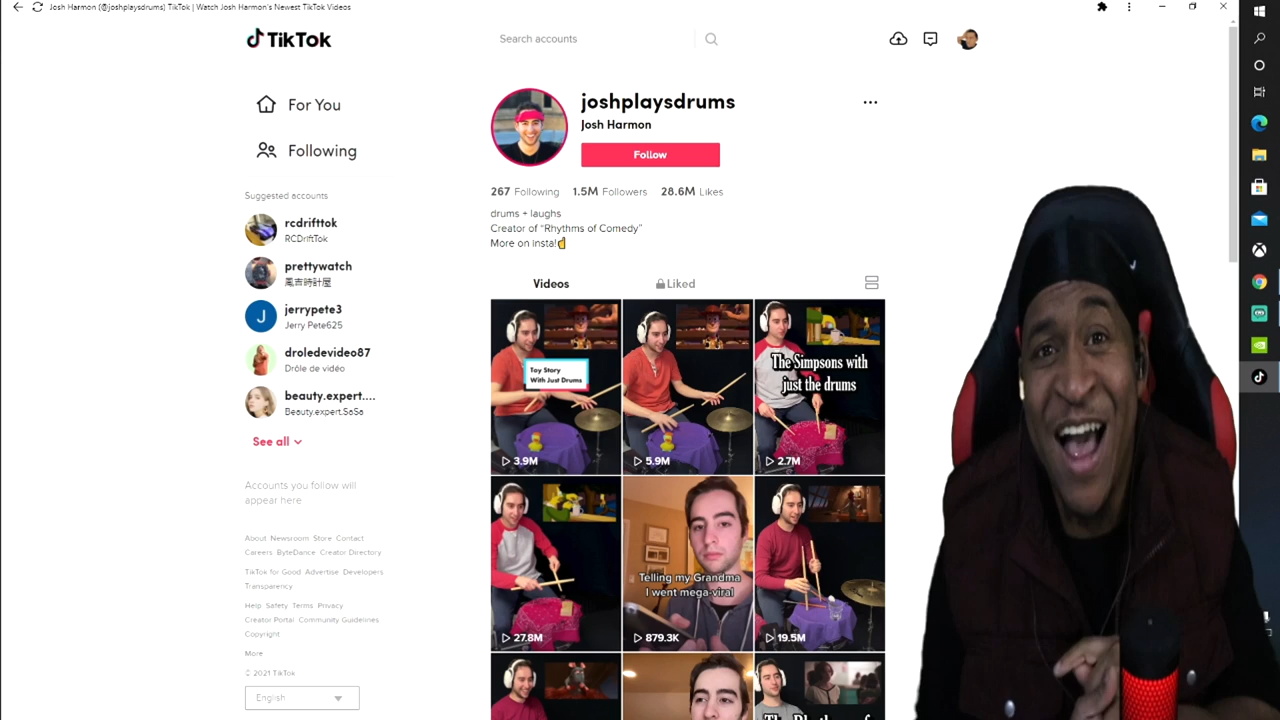 Josh Harmon (@joshplaysdrums) TikTok | Watch Josh Harmon's Newest TikTok Videos
TikTok
Search accounts
For You
Following
Suggested accounts
rcdrifttok
RCDriftTok
prettywatch
鳳吉時計屋
J
jerrypete3
Jerry Pete625
droledevideo87
Drôle de vidéo
beauty.expert....
Beauty.expert.SaSa
See all
Accounts you follow will
appear here
About Newsroom Store Contact
Careers ByteDance Creator Directory
TikTok for Good Advertise Developers
Transparency
Help Safety Terms Privacy
Creator Portal Community Guidelines
Copyright
More
© 2021 TikTok
English
joshplaysdrums
Josh Harmon
Follow
267 Following 1.5M Followers 28.6M Likes
drums + laughs
Creator of “Rhythms of Comedy”
More on insta!☝
Videos
Liked
Toy Story
With Just Drums
3.9M
5.9M
The Simpsons with
just the drums
2.7M
27.8M
Telling my Grandma
I went mega-viral
879.3K
19.5M